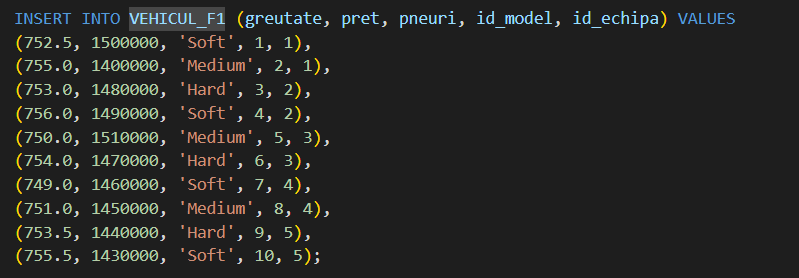 INSERT INTO VEHICUL_F1 (greutate, pret, pneuri, id_model, id_echipa) VALUES
(752.5, 1500000, 'Soft', 1, 1),
(755.0, 1400000, 'Medium', 2, 1),
(753.0, 1480000, 'Hard', 3, 2),
(756.0, 1490000, 'Soft', 4, 2),
(750.0, 1510000, 'Medium', 5, 3),
(754.0, 1470000, 'Hard', 6, 3),
(749.0, 1460000, 'Soft', 7, 4),
(751.0, 1450000, 'Medium', 8, 4),
(753.5, 1440000, 'Hard', 9, 5),
(755.5, 1430000, 'Soft', 10, 5);